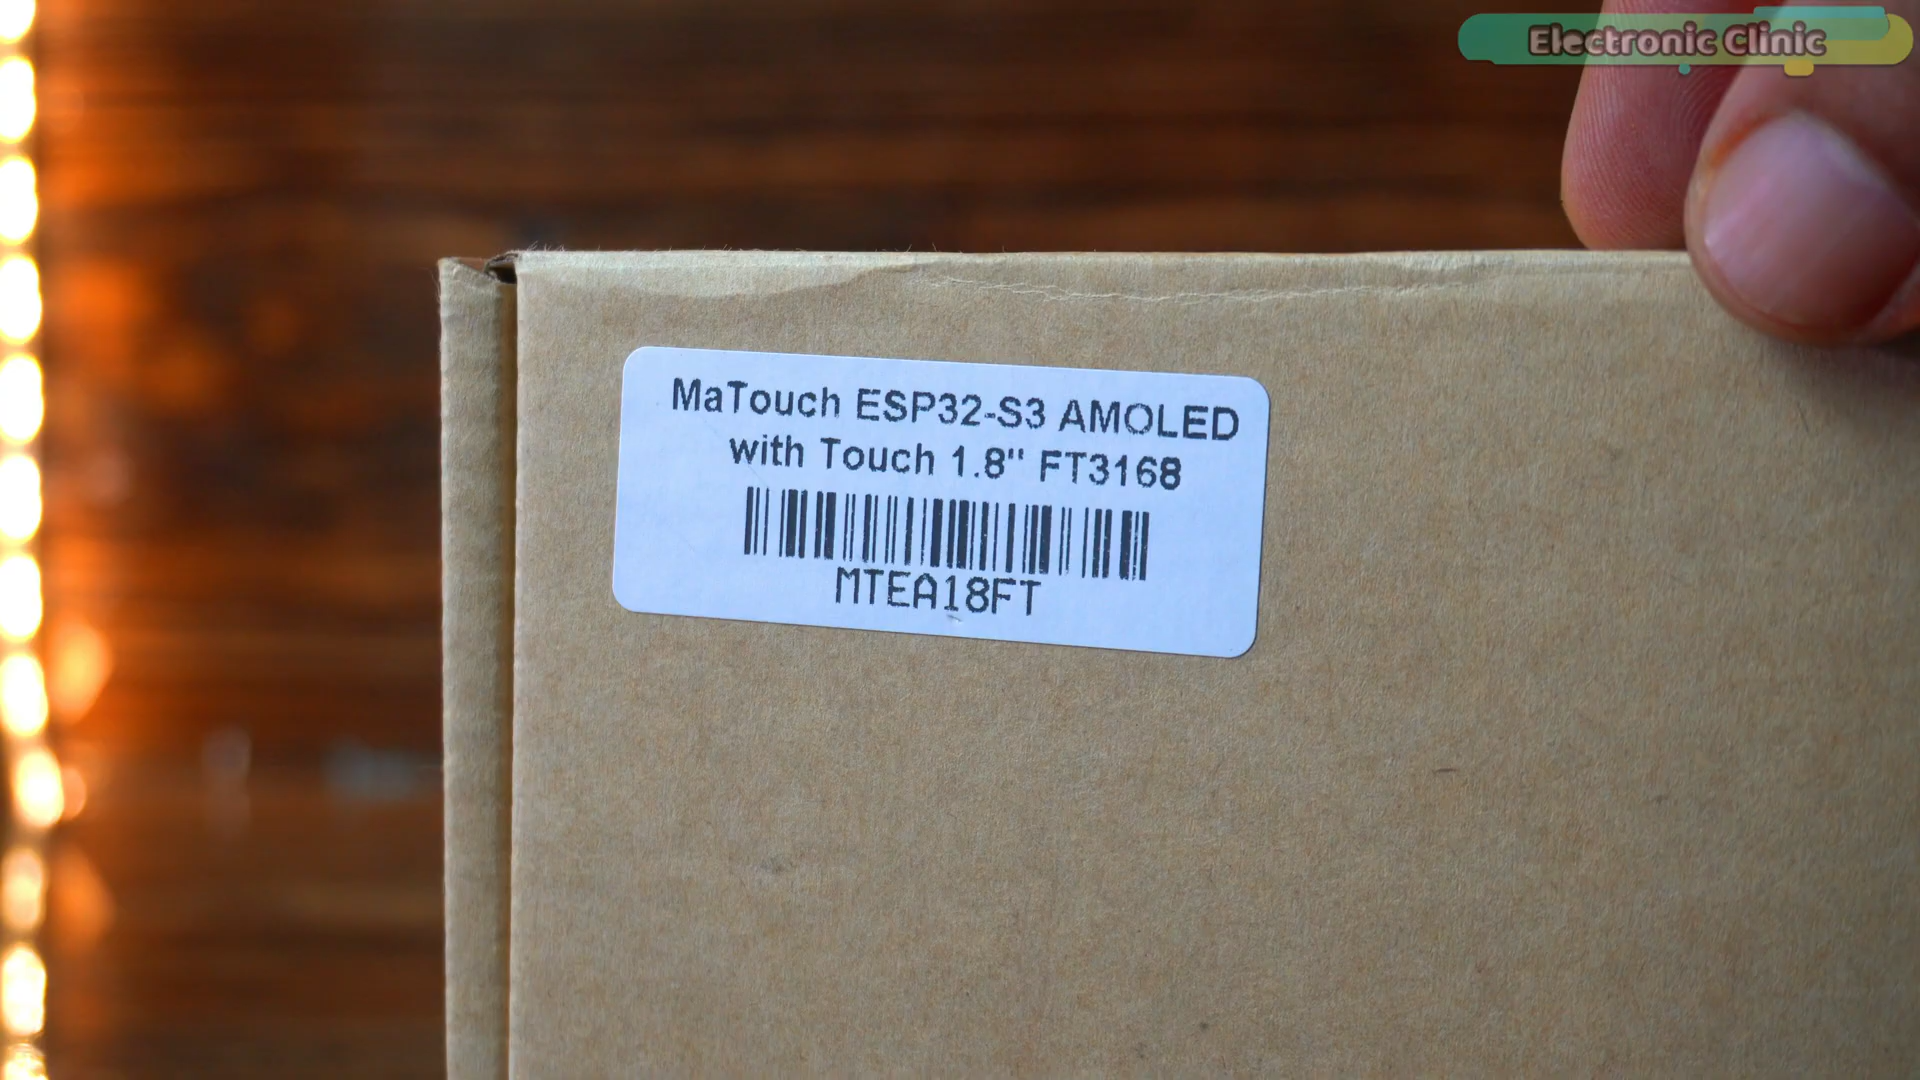 Electronic Clinic
MaTouch ESP32-S3 AMOLED
with Touch 1.8" FT3168
MTEA18FT